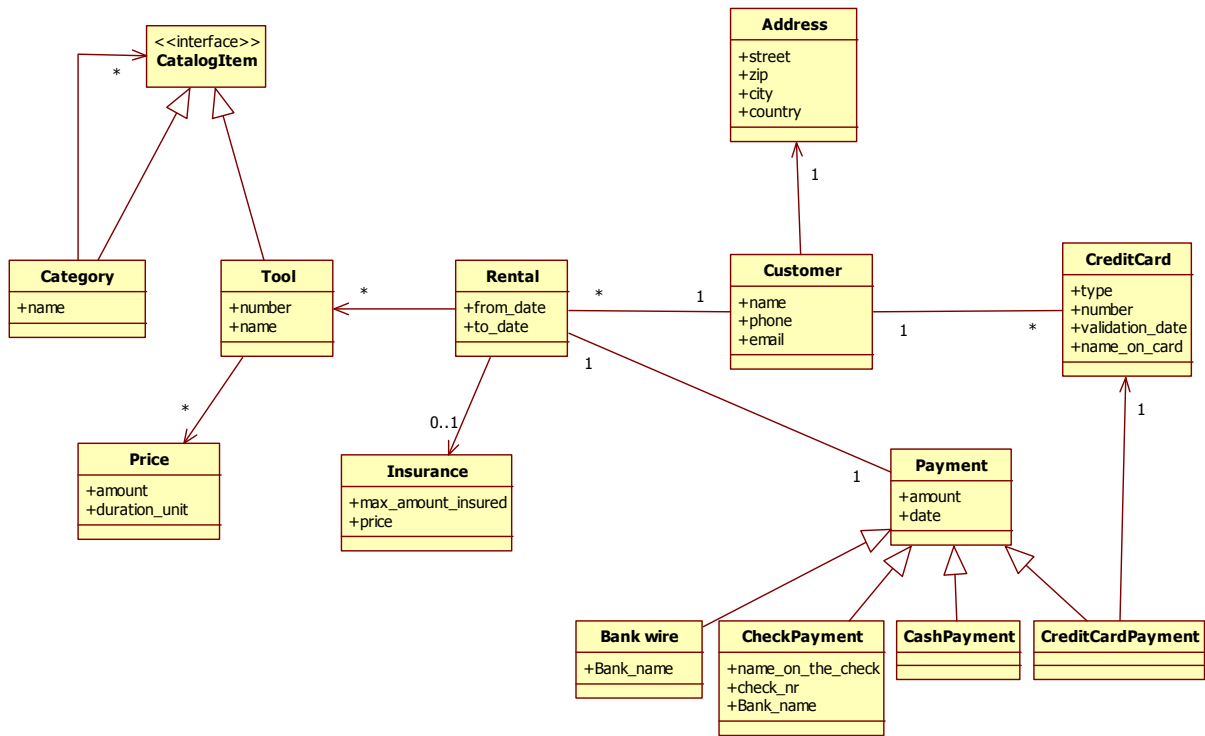 <<interface>>
CatalogItem
*
Address
+street
+zip
+city
+country
1
Category
+name
Tool
+number
+name
*
Rental
+from_date
+to_date
*
1
Customer
+name
+phone
+email
1
*
CreditCard
+type
+number
+validation_date
+name_on_card
*
0..1
1
1
1
Price
+amount
+duration_unit
Insurance
+max_amount_insured
+price
Payment
+amount
+date
Bank wire
+Bank_name
CheckPayment
+name_on_the_check
+check_nr
+Bank_name
CashPayment
CreditCardPayment